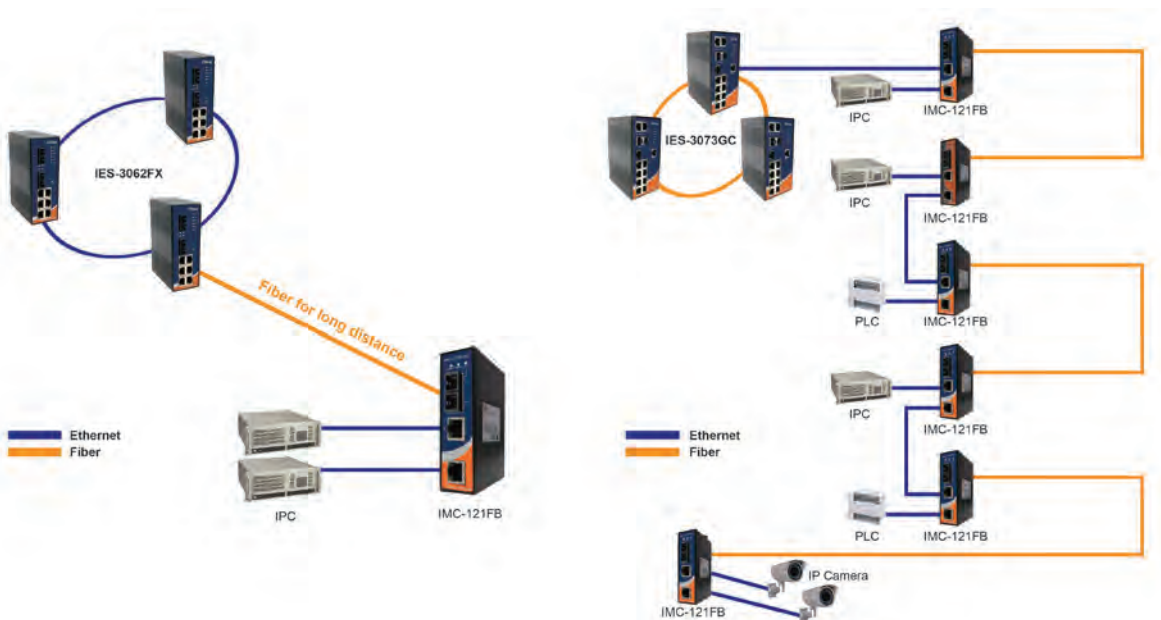 IES-3062FX
Fiber for long distance
Ethernet
Fiber
IPC
IMC-121FB
IES-3073GC
IPC
IMC-121FB
IPC
IMC-121FB
PLC
IMC-121FB
IPC
IMC-121FB
Ethernet
Fiber
PLC
IMC-121FB
IP Camera
IMC-121FB